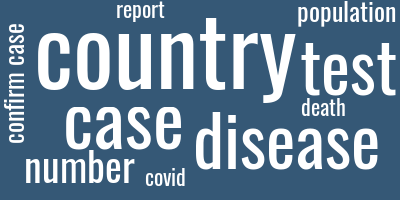 report
population
country
confirm case
test
case
death
disease
number
covid